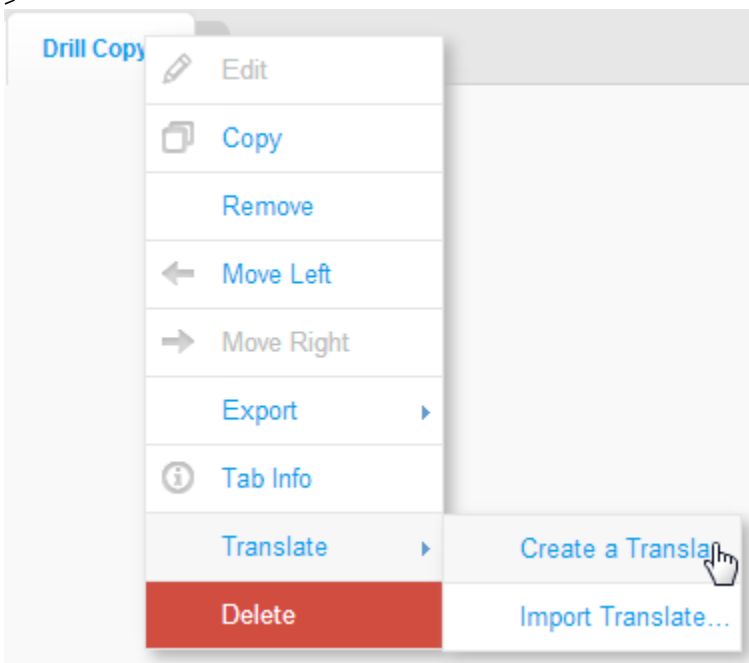 >
Drill Copy
Edit
Copy
Remove
Move Left
Move Right
Export
Tab Info
Translate
Create a Transla
Delete
Import Translate...